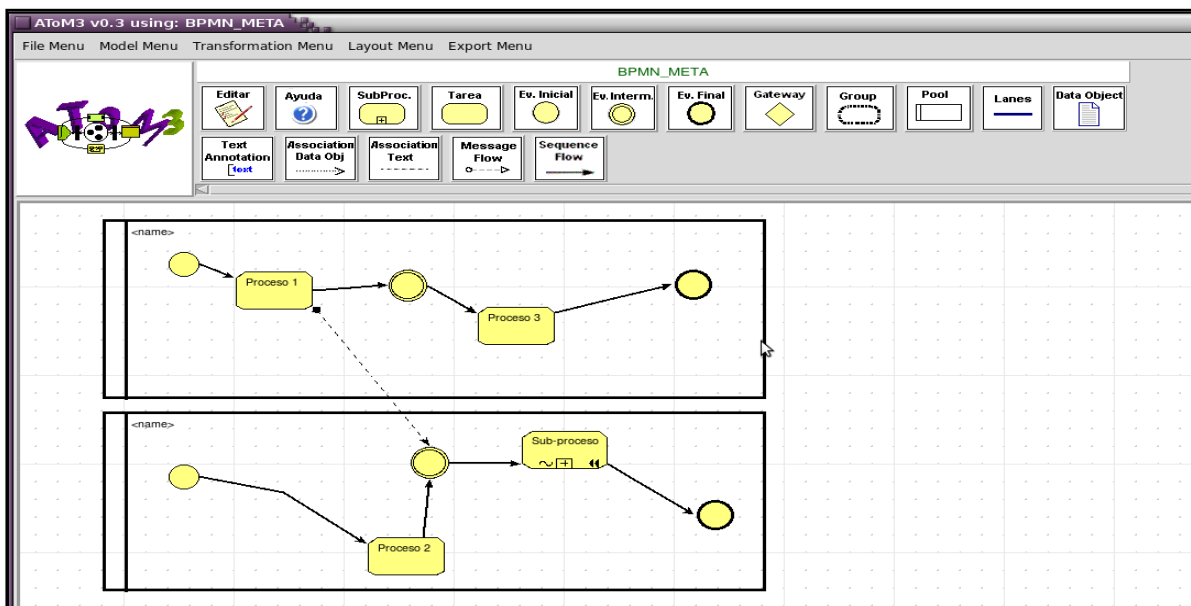 AToM3 v0.3 using: BPMN_META
File Menu Model Menu Transformation Menu Layout Menu Export Menu
BPMN_META
AToM3
Editar
Ayuda
SubProc.
Tarea
Ev. Inicial
Ev. Interm.
Ev. Final
Gateway
Group
Pool
Lanes
Data Object
Text
Annotation
[text
Association
Data Obj
Association
Text
Message
Flow
Sequence
Flow
<name>
Proceso 1
Proceso 3
<name>
Sub-proceso
Proceso 2